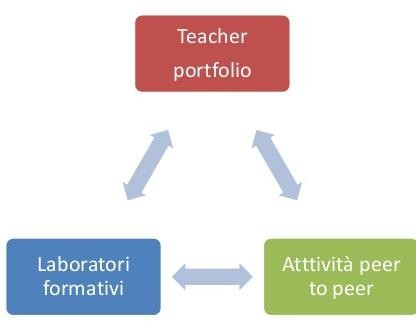 Teacher
portfolio
Laboratori
formativi
Atttività peer
to peer